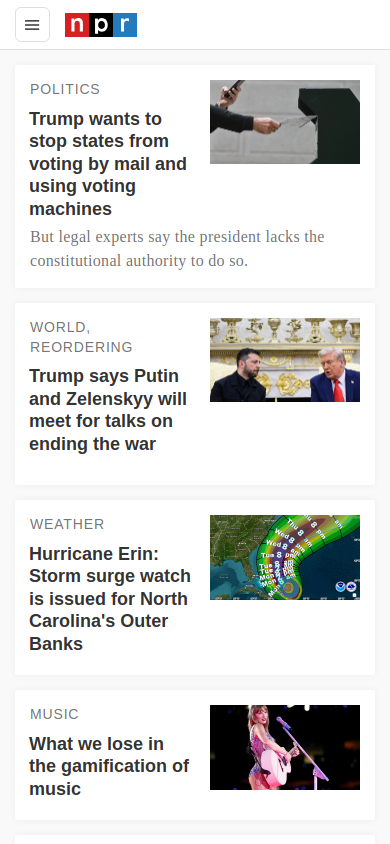 npr
POLITICS
Trump wants to
stop states from
voting by mail and
using voting
machines
But legal experts say the president lacks the
constitutional authority to do so.
WORLD,
REORDERING
Trump says Putin
and Zelenskyy will
meet for talks on
ending the war
WEATHER
Hurricane Erin:
Storm surge watch
is issued for North
Carolina's Outer
Banks
MUSIC
What we lose in
the gamification of
music